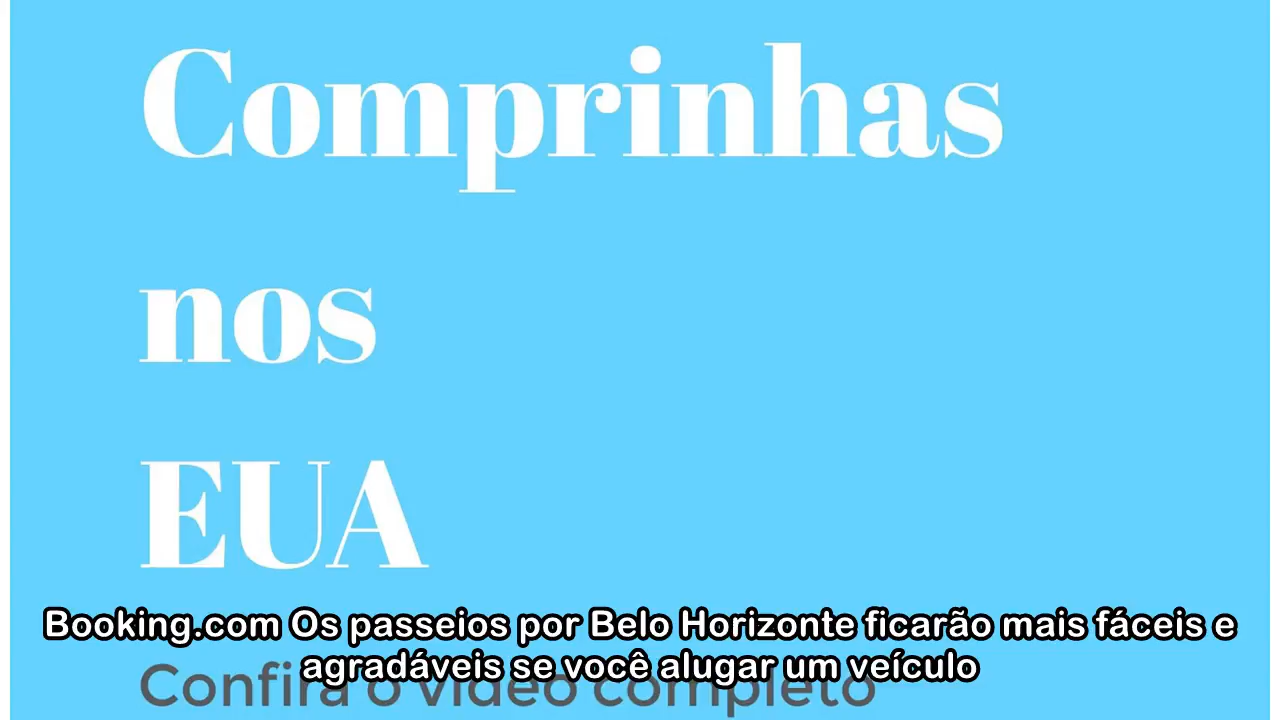 Comprinhas
nos
EUA
Booking.com Os passeios por Belo Horizonte ficarão mais fáceis e
agradáveis se você alugar um veículo
Confira o vídeo completo